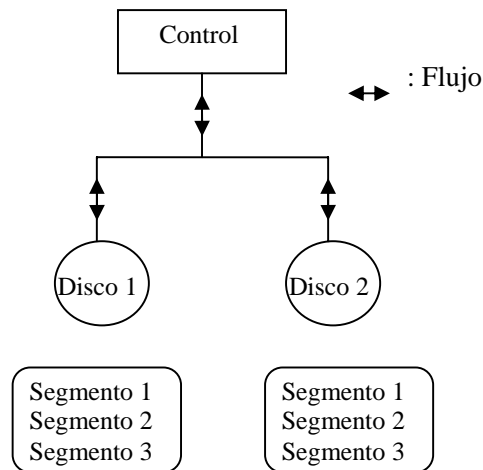 Control
: Flujo
Disco 1
Disco 2
Segmento 1
Segmento 2
Segmento 3
Segmento 1
Segmento 2
Segmento 3